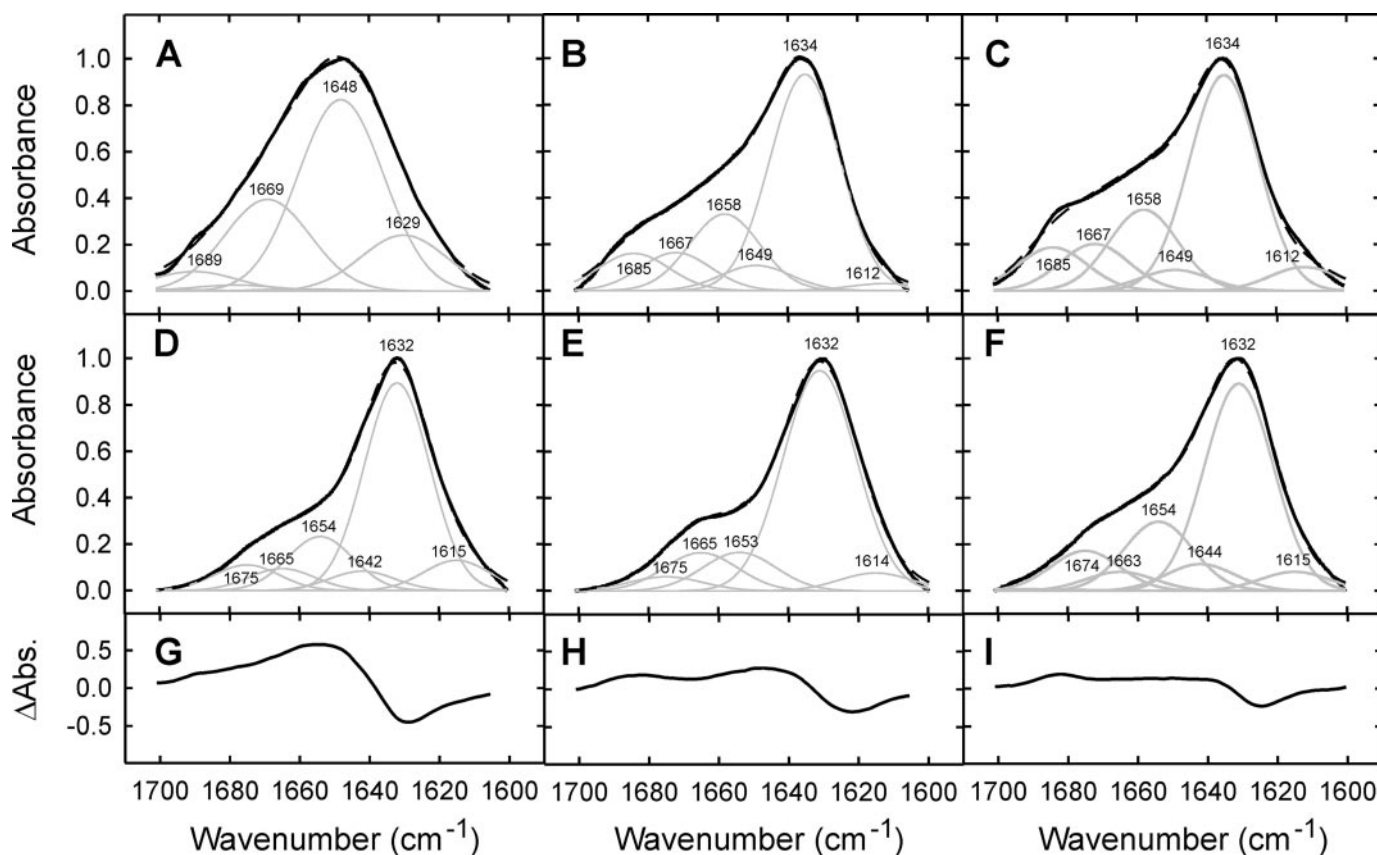 A
B
C
Absorbance
1.0
0.8
0.6
0.4
0.2
0.0
1648
1669
1629
1689
1634
1658
1667
1685
1649
1612
1634
1658
1667
1685
1649
1612
D
E
F
Absorbance
1.0
0.8
0.6
0.4
0.2
0.0
1632
1654
1665
1675
1642
1615
1632
1665
1653
1675
1614
1632
1654
1674
1663
1644
1615
G
H
I
ΔAbs.
0.5
0.0
-0.5
1700 1680 1660 1640 1620 1600
1700 1680 1660 1640 1620 1600
1700 1680 1660 1640 1620 1600
Wavenumber (cm⁻¹)
Wavenumber (cm⁻¹)
Wavenumber (cm⁻¹)